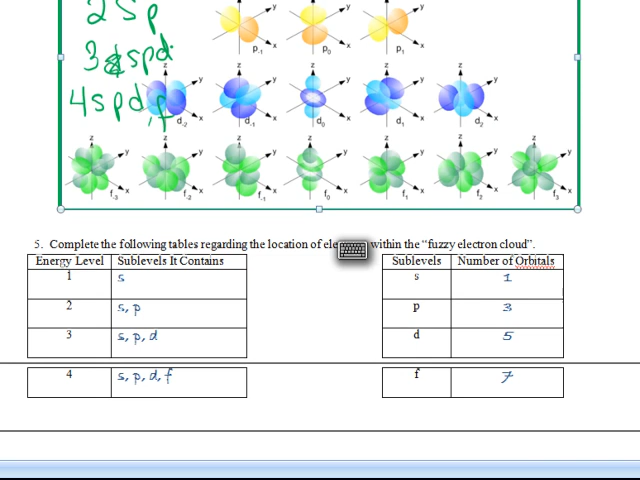 2 s p
z y x p-1 z y x p0 z y x p1
3 s p d
z y x d-2 z y x d-1 z y x d0 z y x d1 z y x d2
4 s p d, f
z y x f-3 z y x f-2 z y x f-1 z y x f0 z y x f1 z y x f2 z y x f3
5. Complete the following tables regarding the location of within the "fuzzy electron cloud".
Energy Level Sublevels It Contains
1 s
2 s, p
3 s, p, d
4 s, p, d, f
Sublevels Number of Orbitals
s 1
p 3
d 5
f 7